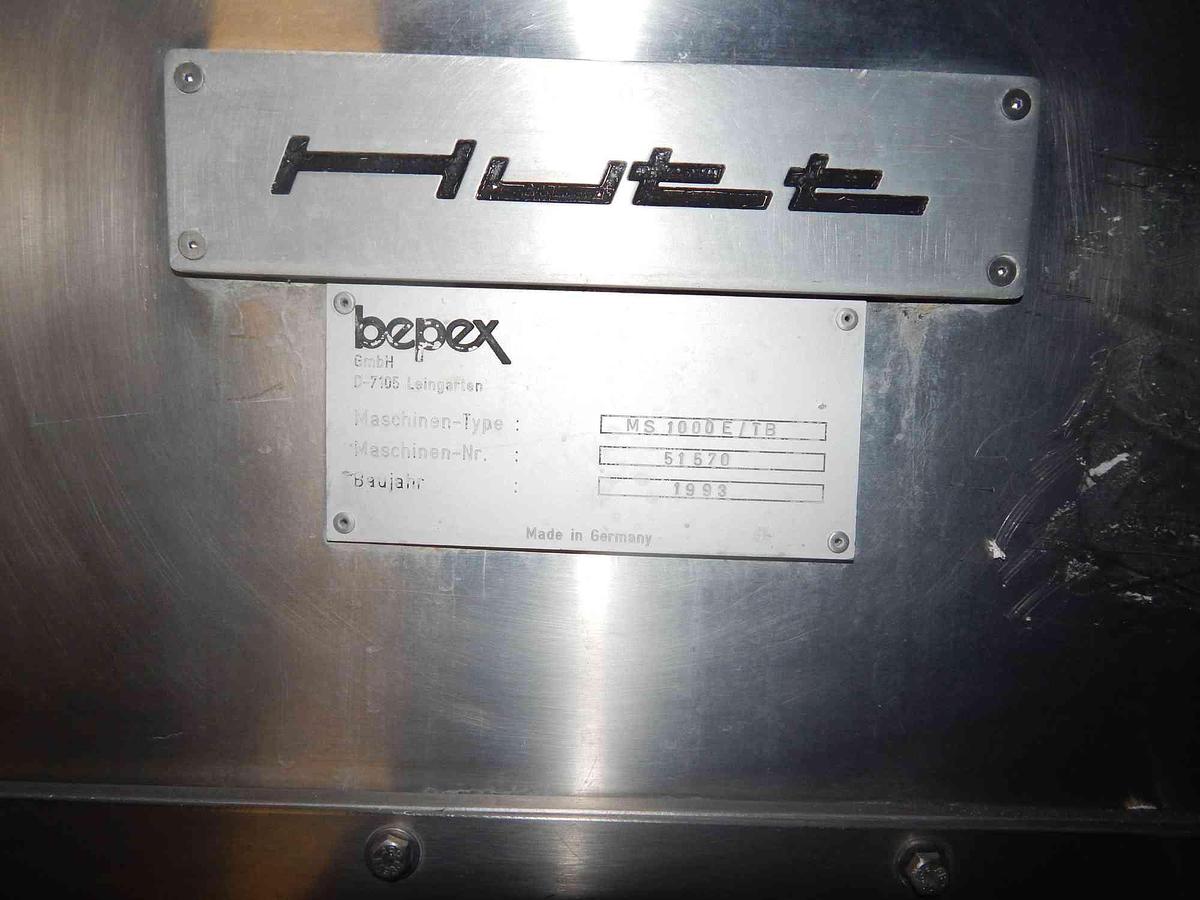 Hutt
bepex
GmbH
D-7105 Leingarten
Maschinen-Type : MS 1000 E/TB
Maschinen-Nr. : 51570
Baujahr : 1993
Made in Germany